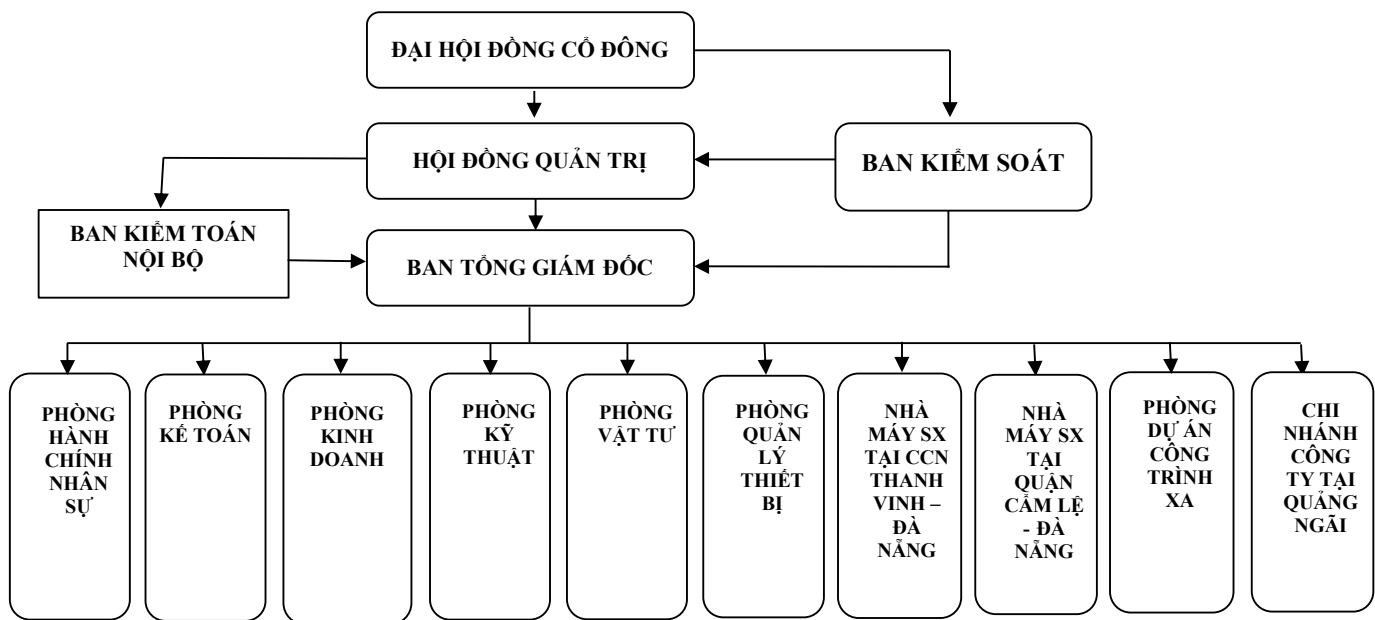 ĐẠI HỘI ĐỒNG CỔ ĐÔNG
HỘI ĐỒNG QUẢN TRỊ
BAN KIỂM SOÁT
BAN KIỂM TOÁN
NỘI BỘ
BAN TỔNG GIÁM ĐỐC
PHÒNG
HÀNH
CHÍNH
NHÂN
SỰ
PHÒNG
KẾ TOÁN
PHÒNG
KINH
DOANH
PHÒNG
KỸ
THUẬT
PHÒNG
VẬT TƯ
PHÒNG
QUẢN
LÝ
THIẾT
BỊ
NHÀ
MÁY SX
TẠI CCN
THANH
VINH –
ĐÀ
NẴNG
NHÀ
MÁY SX
TẠI
QUẬN
CẨM LỆ
- ĐÀ
NẴNG
PHÒNG
DỰ ÁN
CÔNG
TRÌNH
XA
CHI
NHÁNH
CÔNG
TY TẠI
QUẢNG
NGÃI